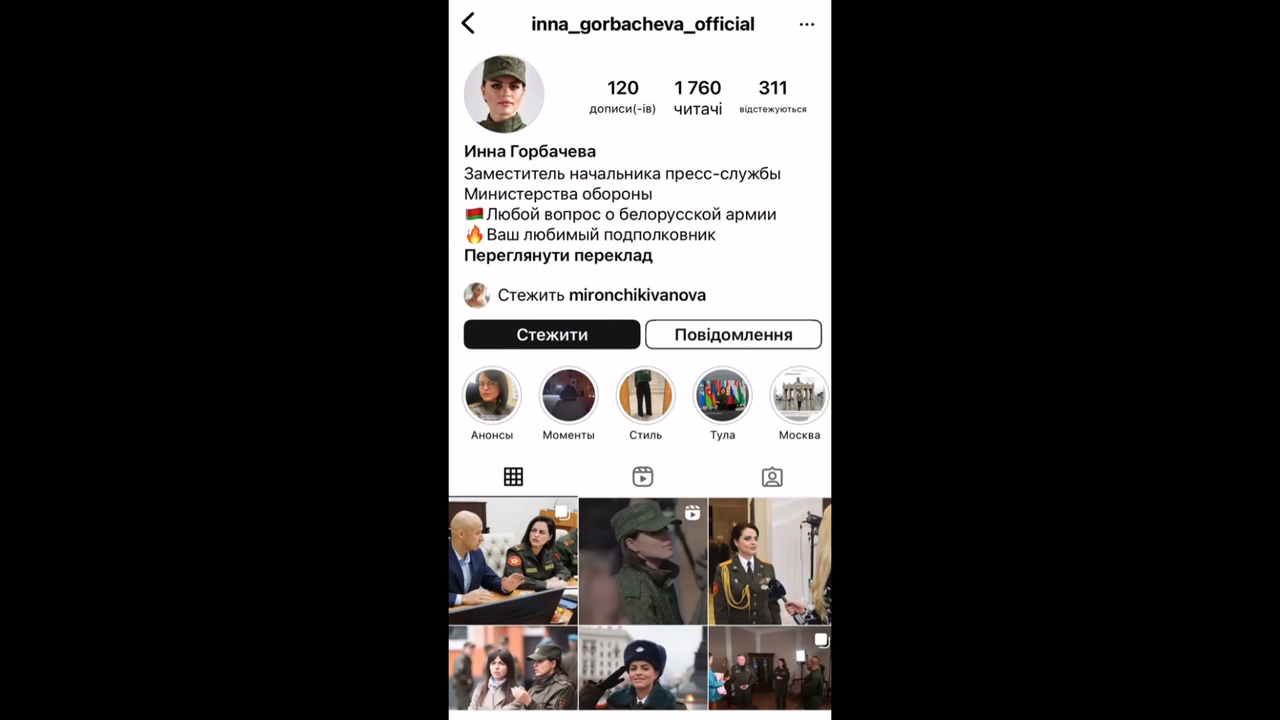 inna_gorbacheva_official
120 1 760 311
дописи(-ів) читачі відстежуються
Инна Горбачева
Заместитель начальника пресс-службы
Министерства обороны
Любой вопрос о белорусской армии
Ваш любимый подполковник
Переглянути переклад
Стежить mironchikivanova
Стежити Повідомлення
Анонсы Моменты Стиль Тула Москва